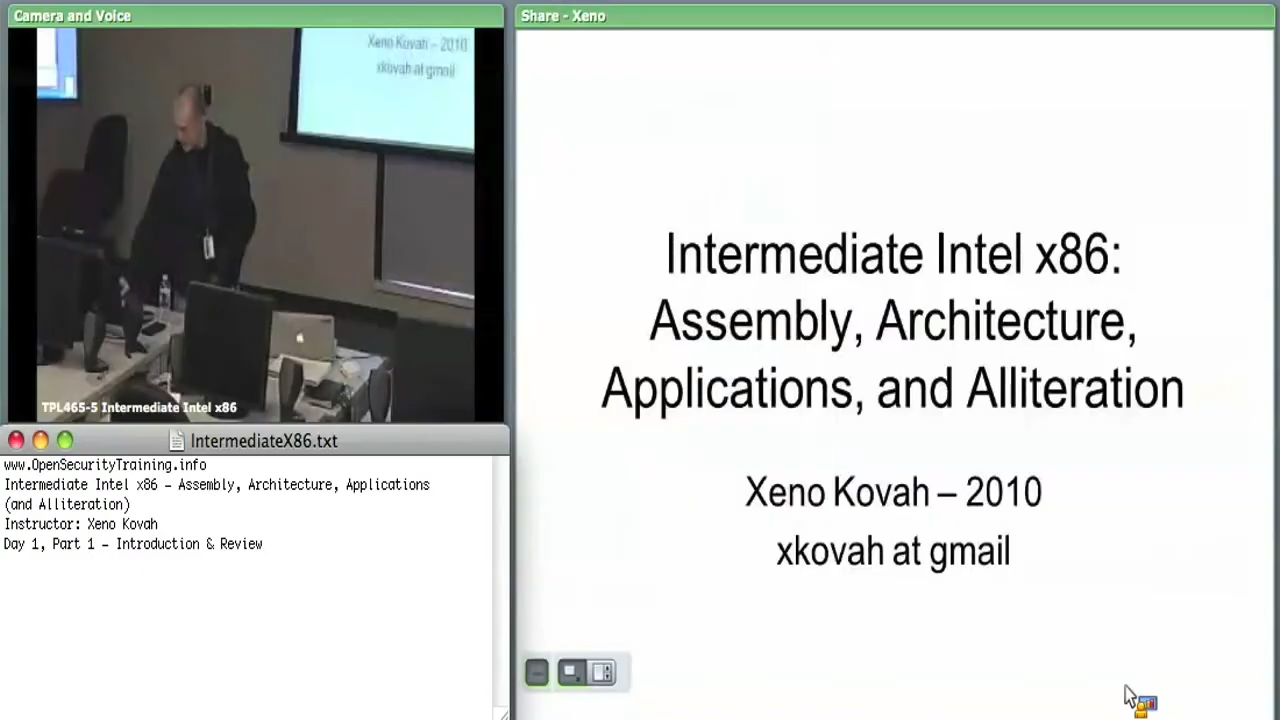 Camera and Voice
Xeno Kovah – 2010
xkovah at gmail
TPL465-5 Intermediate Intel x86
IntermediateX86.txt
www.OpenSecurityTraining.info
Intermediate Intel x86 – Assembly, Architecture, Applications
(and Alliteration)
Instructor: Xeno Kovah
Day 1, Part 1 – Introduction & Review
Share - Xeno
Intermediate Intel x86:
Assembly, Architecture,
Applications, and Alliteration
Xeno Kovah – 2010
xkovah at gmail